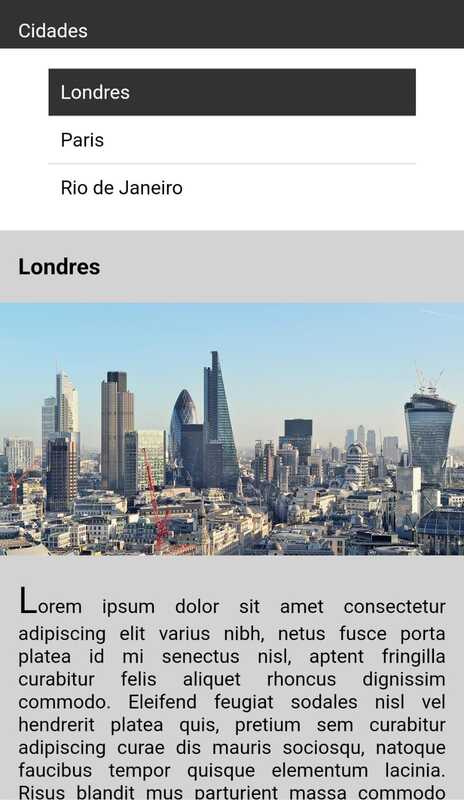 Cidades
Londres
Paris
Rio de Janeiro
Londres
Lorem ipsum dolor sit amet consectetur
adipiscing elit varius nibh, netus fusce porta
platea id mi senectus nisl, aptent fringilla
curabitur felis aliquet rhoncus dignissim
commodo. Eleifend feugiat sodales nisl vel
hendrerit platea quis, pretium sem curabitur
adipiscing curae dis mauris sociosqu, natoque
faucibus tempor quisque elementum lacinia.
Risus blandit mus parturient massa commodo